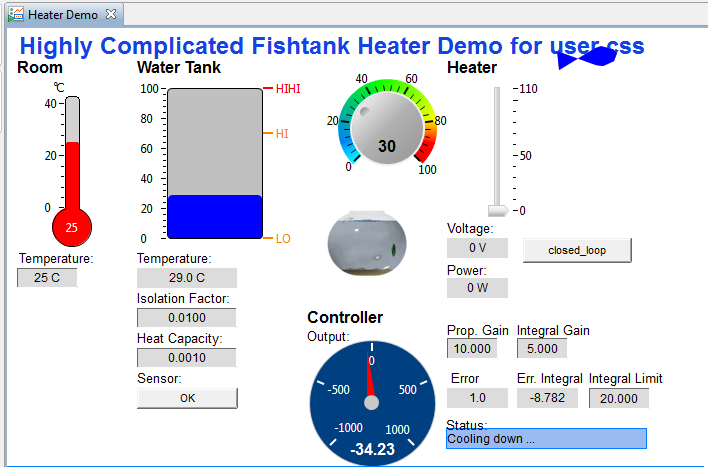 Heater Demo
Highly Complicated Fishtank Heater Demo for user.css
Room
Water Tank
Heater
°C
40
20
0
25
Temperature:
25 C
100
80
60
40
20
0
HIHI
HI
LO
Temperature:
29.0 C
Isolation Factor:
0.0100
Heat Capacity:
0.0010
Sensor:
OK
0
20
40
60
80
100
30
Controller
Output:
-1000
-500
0
500
1000
-34.23
110
50
0
Voltage:
0 V
closed_loop
Power:
0 W
Prop. Gain Integral Gain
10.000 5.000
Error Err. Integral Integral Limit
1.0 -8.782 20.000
Status:
Cooling down ...